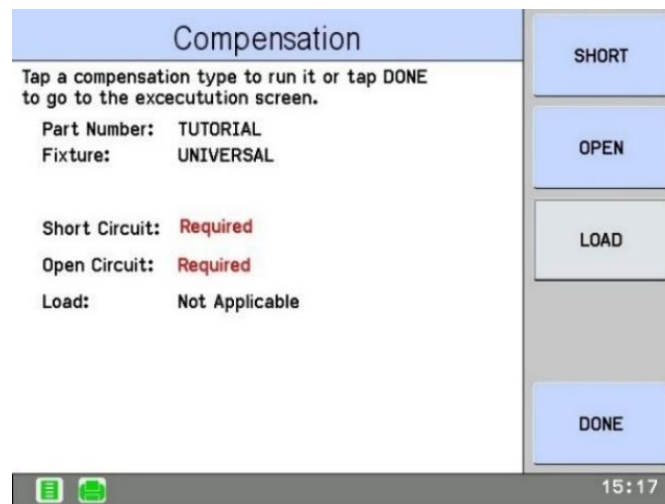 Compensation
Tap a compensation type to run it or tap DONE
to go to the excecutution screen.
Part Number: TUTORIAL
Fixture: UNIVERSAL
Short Circuit: Required
Open Circuit: Required
Load: Not Applicable
SHORT
OPEN
LOAD
DONE
15:17